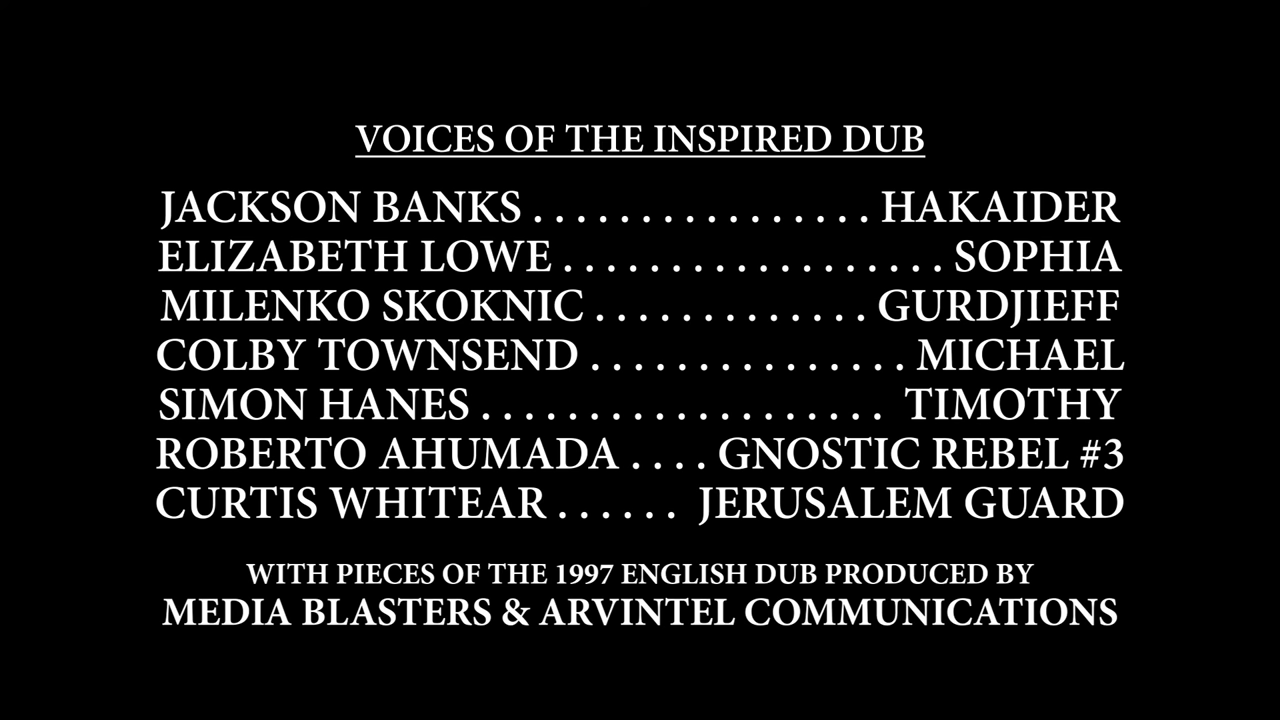 VOICES OF THE INSPIRED DUB
JACKSON BANKS . . . . . . . . . . . . . . . . HAKAIDER
ELIZABETH LOWE . . . . . . . . . . . . . . . . . . SOPHIA
MILENKO SKOKNIC . . . . . . . . . . . . . GURDJIEFF
COLBY TOWNSEND . . . . . . . . . . . . . . . MICHAEL
SIMON HANES . . . . . . . . . . . . . . . . . . . TIMOTHY
ROBERTO AHUMADA . . . . GNOSTIC REBEL #3
CURTIS WHITEAR . . . . . . JERUSALEM GUARD
WITH PIECES OF THE 1997 ENGLISH DUB PRODUCED BY
MEDIA BLASTERS & ARVINTEL COMMUNICATIONS